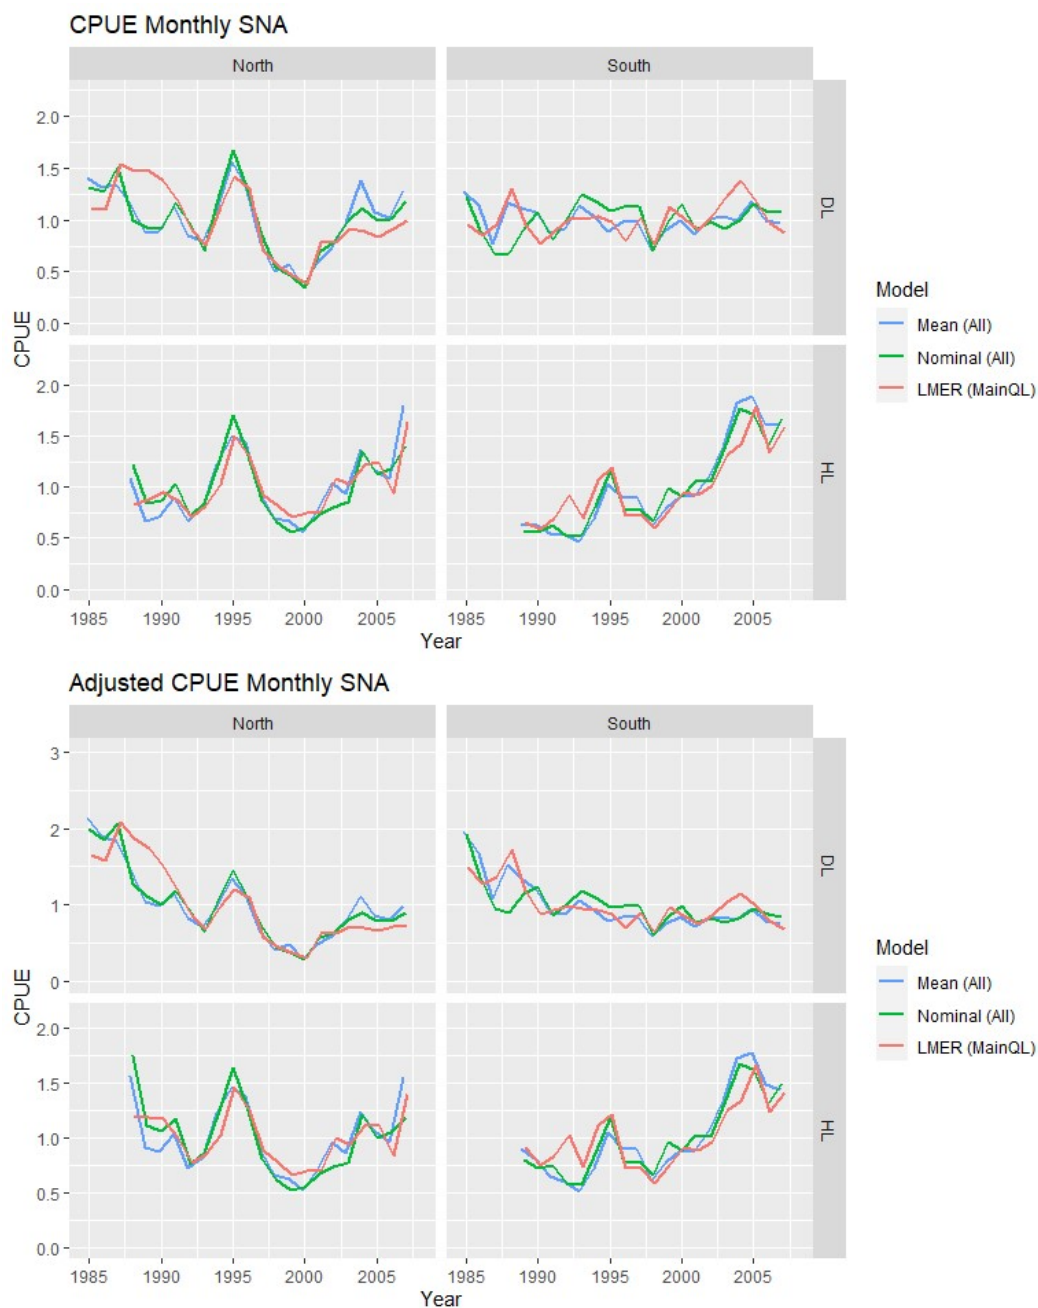 CPUE Monthly SNA
North South
2.0
1.5
1.0
0.5
0.0
DL
CPUE
2.0
1.5
1.0
0.5
0.0
HL
1985 1990 1995 2000 2005 1985 1990 1995 2000 2005
Year
Model
Mean (All)
Nominal (All)
LMER (MainQL)
Adjusted CPUE Monthly SNA
North South
3
2
1
0
DL
CPUE
2.0
1.5
1.0
0.5
0.0
HL
1985 1990 1995 2000 2005 1985 1990 1995 2000 2005
Year
Model
Mean (All)
Nominal (All)
LMER (MainQL)